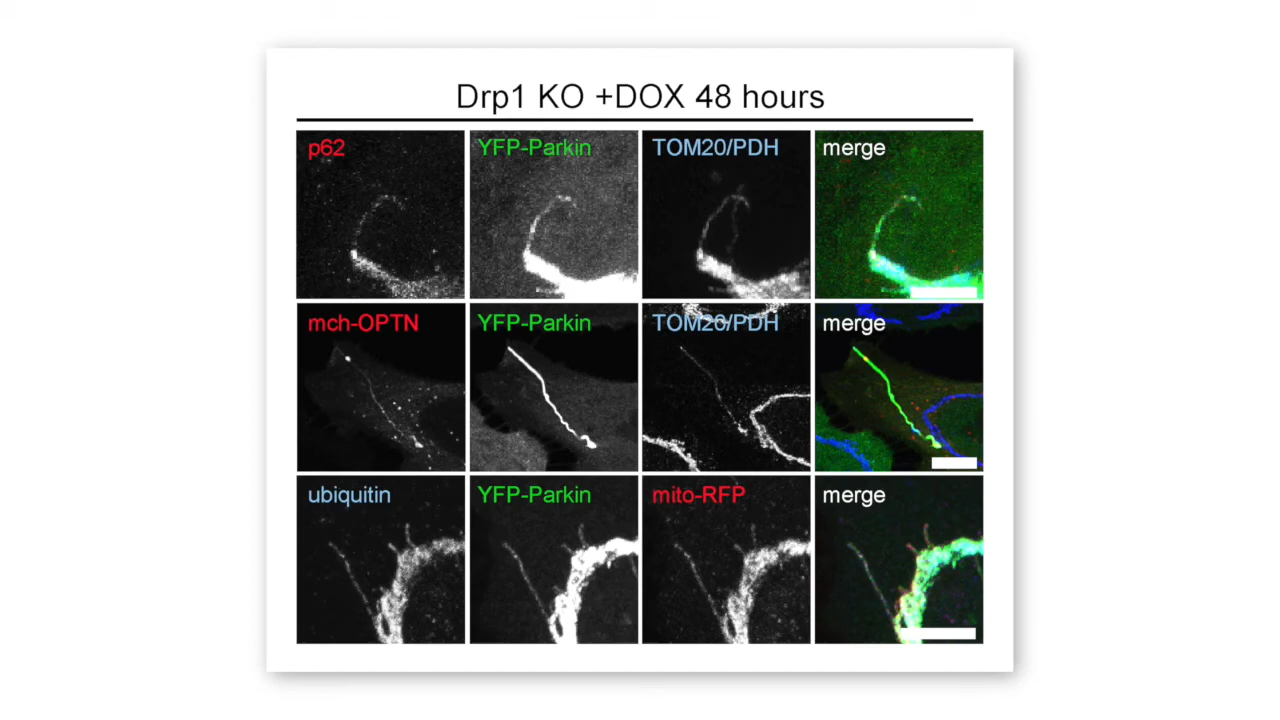 Drp1 KO +DOX 48 hours
p62 YFP-Parkin TOM20/PDH merge
mch-OPTN YFP-Parkin TOM20/PDH merge
ubiquitin YFP-Parkin mito-RFP merge